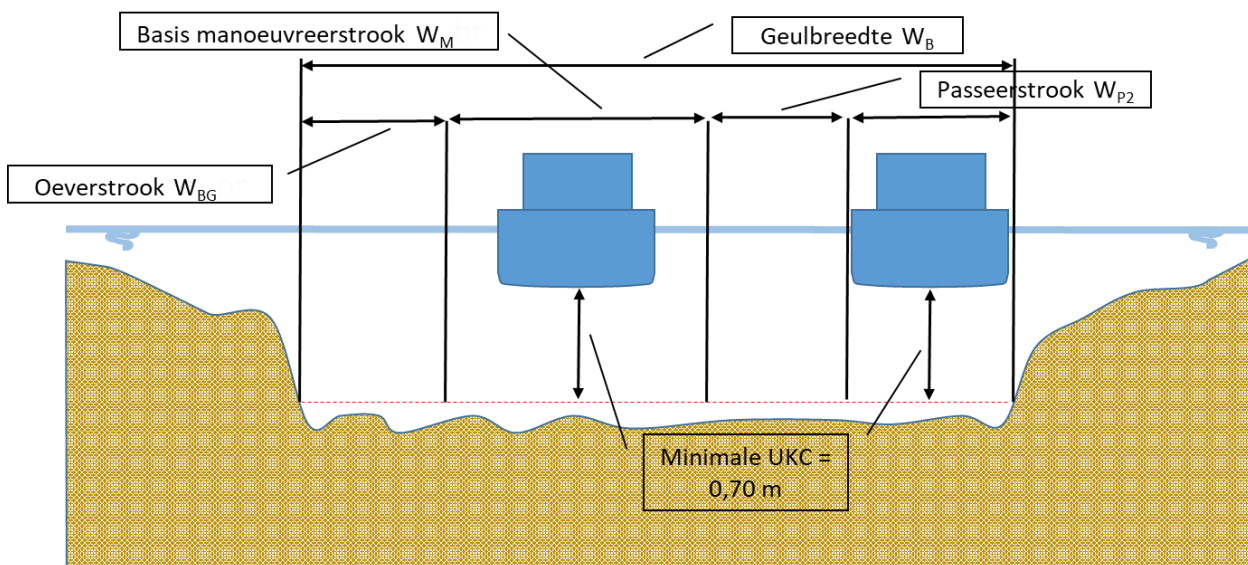 Basis manoeuvreerstrook W_M
Geulbreedte W_B
Passeerstrook W_P2
Oeverstrook W_BG
Minimale UKC =
0,70 m